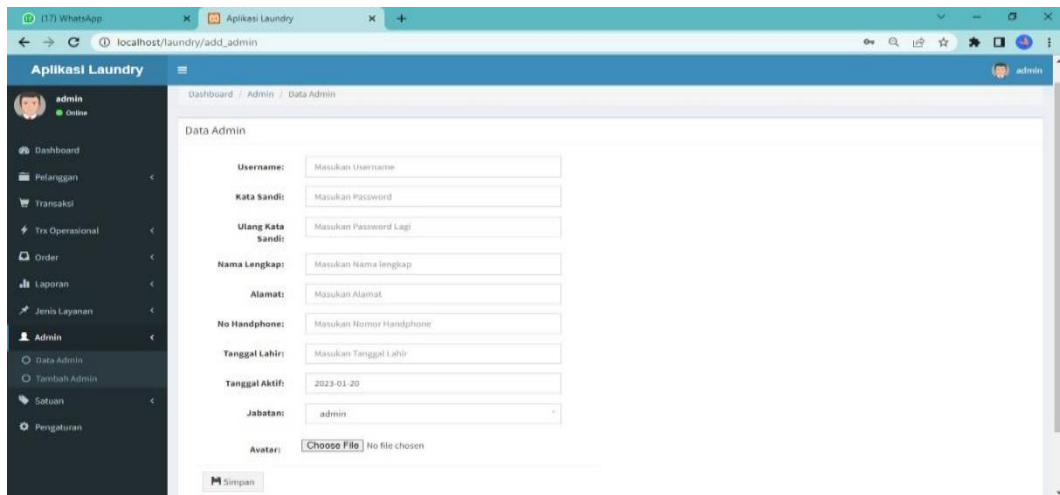 (17) WhatsApp
Aplikasi Laundry
localhost/laundry/add_admin
Aplikasi Laundry
admin
admin
Online
Dashboard / Admin / Data Admin
Data Admin
Dashboard
Pelanggan
Transaksi
Trx Operasional
Order
Laporan
Jenis Layanan
Admin
Data Admin
Tambah Admin
Satuan
Pengaturan
Username: Masukan Username
Kata Sandi: Masukan Password
Ulang Kata Sandi: Masukan Password Lagi
Nama Lengkap: Masukan Nama lengkap
Alamat: Masukan Alamat
No Handphone: Masukan Nomor Handphone
Tanggal Lahir: Masukan Tanggal Lahir
Tanggal Aktif: 2023-01-20
Jabatan: admin
Avatar: Choose File No file chosen
Simpan